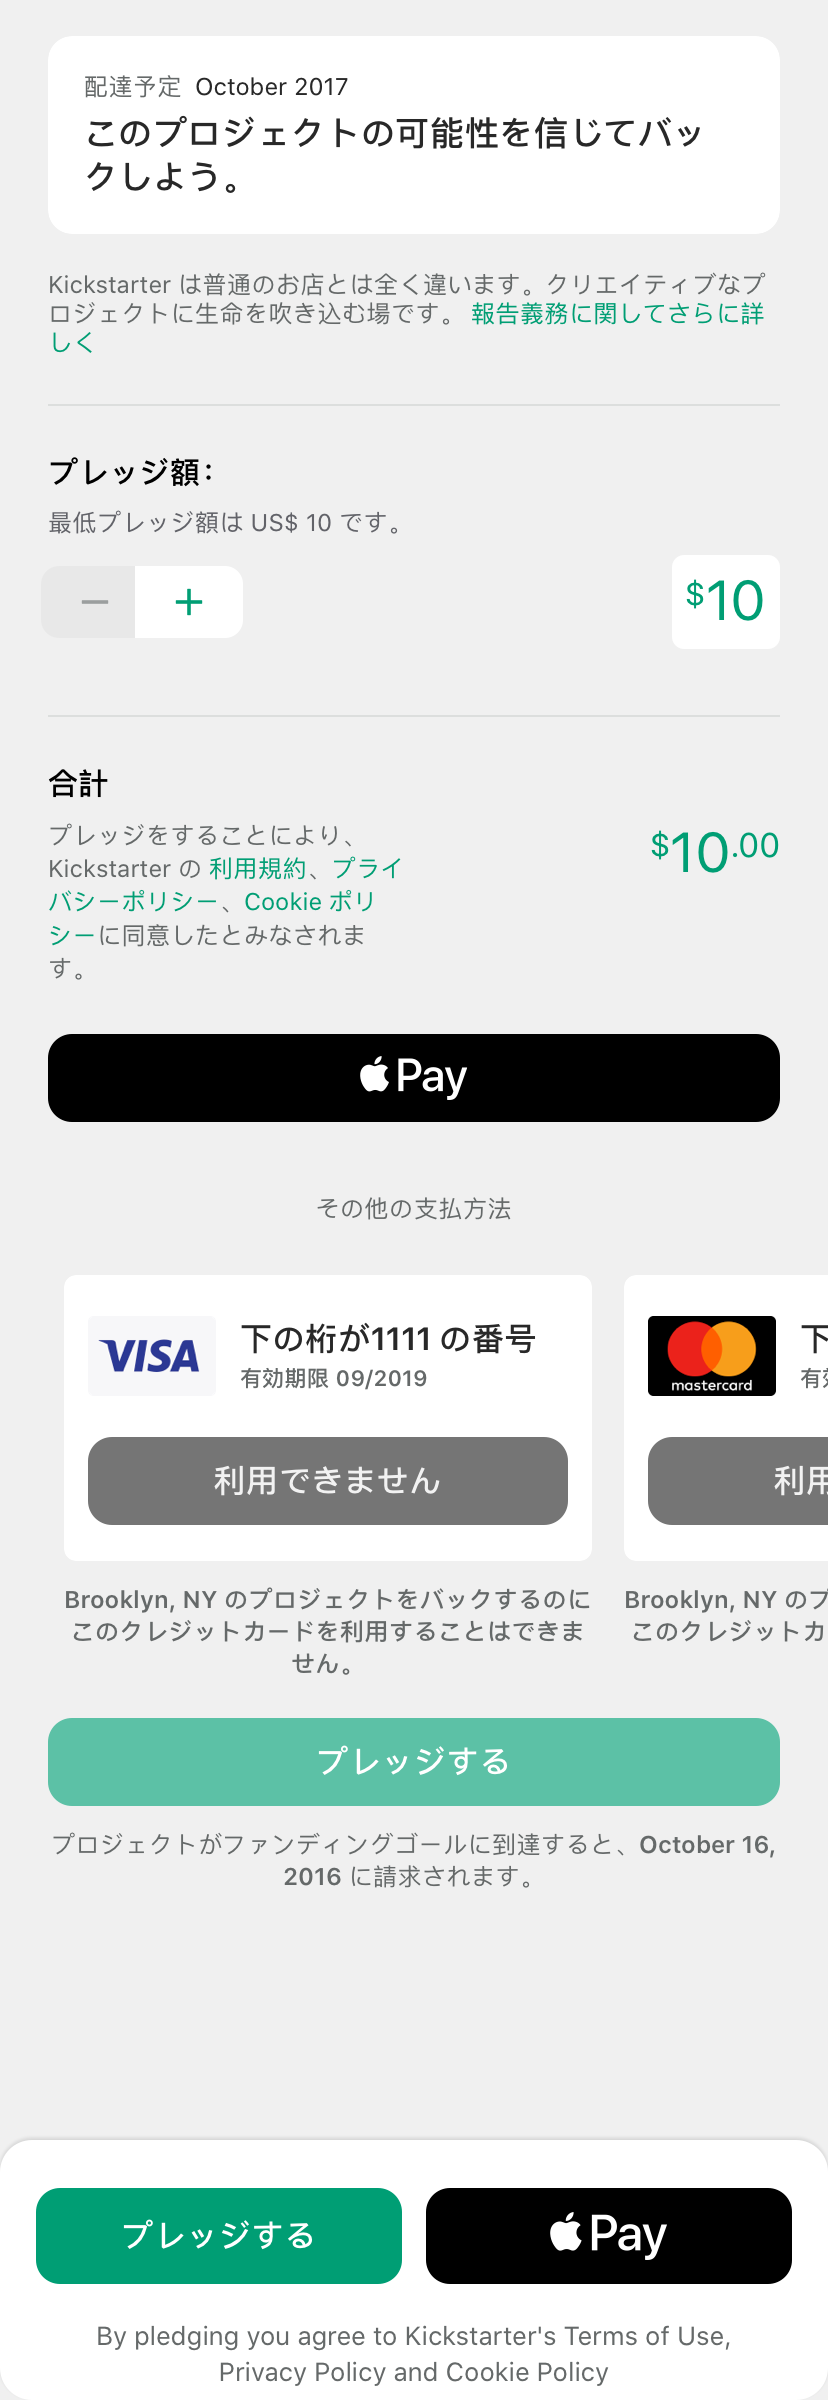 配達予定 October 2017
このプロジェクトの可能性を信じてバッ
クしよう。
Kickstarter は普通のお店とは全く違います。クリエイティブなプ
ロジェクトに生命を吹き込む場です。 報告義務に関してさらに詳
しく
プレッジ額：
最低プレッジ額は US$ 10 です。
− +
$10
合計
プレッジをすることにより、
Kickstarter の 利用規約、プライ
バシーポリシー、Cookie ポリ
シーに同意したとみなされま
す。
$10.00
Pay
その他の支払方法
VISA
下の桁が1111 の番号
有効期限 09/2019
利用できません
Brooklyn, NY のプロジェクトをバックするのに
このクレジットカードを利用することはできま
せん。
mastercard
下
有効
利用
Brooklyn, NY のプ
このクレジットカ
プレッジする
プロジェクトがファンディングゴールに到達すると、October 16,
2016 に請求されます。
プレッジする
Pay
By pledging you agree to Kickstarter's Terms of Use,
Privacy Policy and Cookie Policy